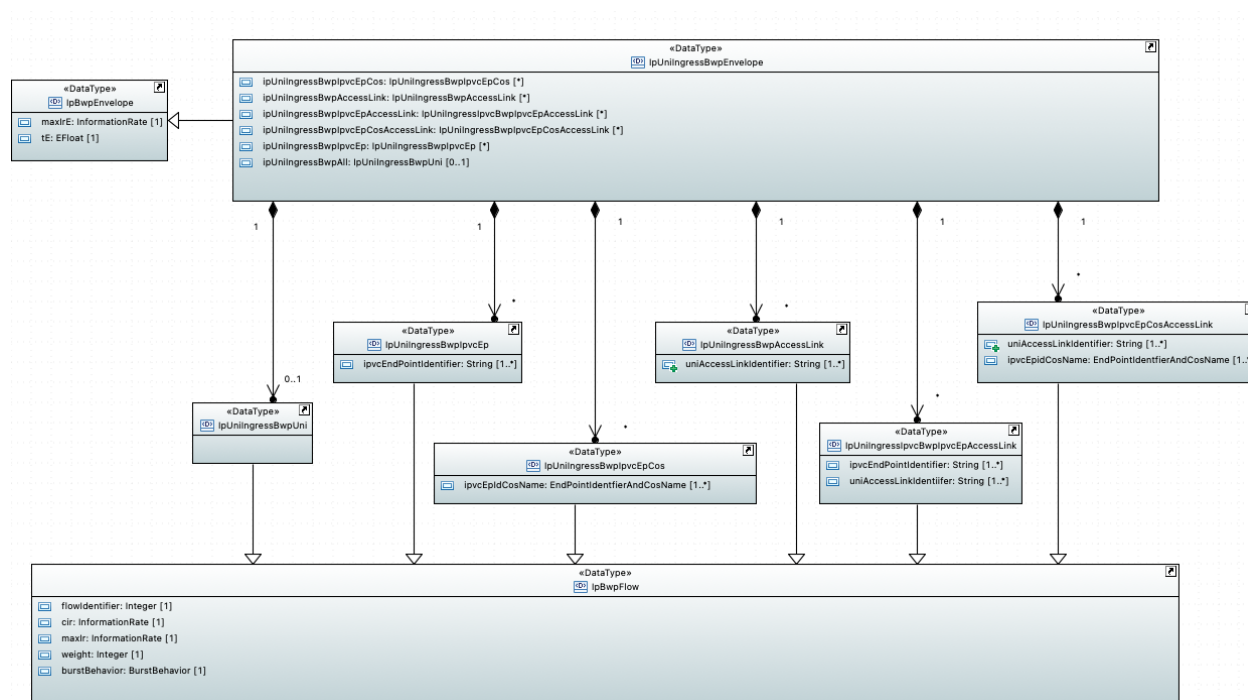 «DataType»
IpUniIngressBwpEnvelope
ipUniIngressBwpIpvcEpCos: IpUniIngressBwpIpvcEpCos [*]
ipUniIngressBwpAccessLink: IpUniIngressBwpAccessLink [*]
ipUniIngressBwpIpvcEpAccessLink: IpUniIngressIpvcBwpIpvcEpAccessLink [*]
ipUniIngressBwpIpvcEpCosAccessLink: IpUniIngressBwpIpvcEpCosAccessLink [*]
ipUniIngressBwpIpvcEp: IpUniIngressBwpIpvcEp [*]
ipUniIngressBwpAll: IpUniIngressBwpUni [0..1]
«DataType»
IpBwpEnvelope
maxIrE: InformationRate [1]
tE: EFloat [1]
1
1
1
1
1
1
*
*
*
*
*
0..1
«DataType»
IpUniIngressBwpIpvcEp
ipvcEndPointIdentifier: String [1..*]
«DataType»
IpUniIngressBwpAccessLink
uniAccessLinkIdentifier: String [1..*]
«DataType»
IpUniIngressBwpIpvcEpCosAccessLink
uniAccessLinkIdentifier: String [1..*]
ipvcEpidCosName: EndPointIdentfierAndCosName [1..*
«DataType»
IpUniIngressBwpUni
«DataType»
IpUniIngressBwpIpvcEpCos
ipvcEpIdCosName: EndPointIdentfierAndCosName [1..*]
«DataType»
IpUniIngressIpvcBwpIpvcEpAccessLink
ipvcEndPointIdentifier: String [1..*]
uniAccessLinkIdentiifer: String [1..*]
«DataType»
IpBwpFlow
flowIdentifier: Integer [1]
cir: InformationRate [1]
maxIr: InformationRate [1]
weight: Integer [1]
burstBehavior: BurstBehavior [1]